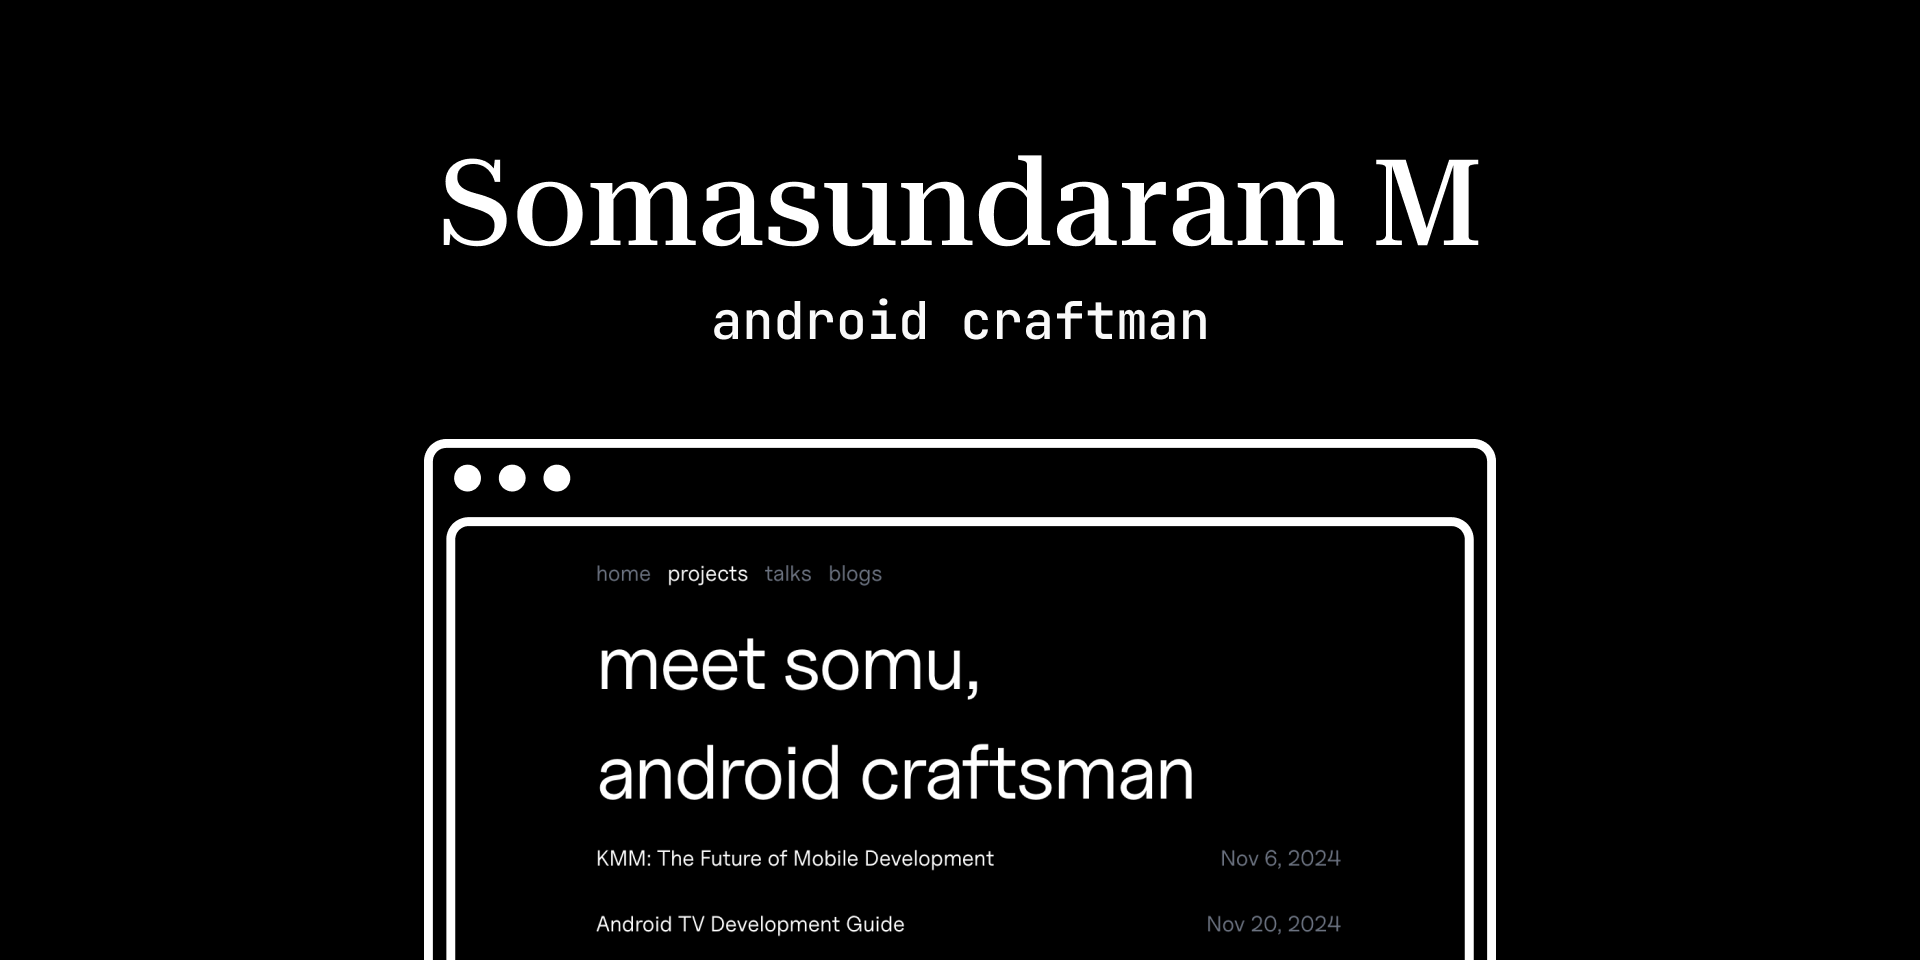 Somasundaram M
android craftman
home projects talks blogs
meet somu,
android craftsman
KMM: The Future of Mobile Development Nov 6, 2024
Android TV Development Guide Nov 20, 2024